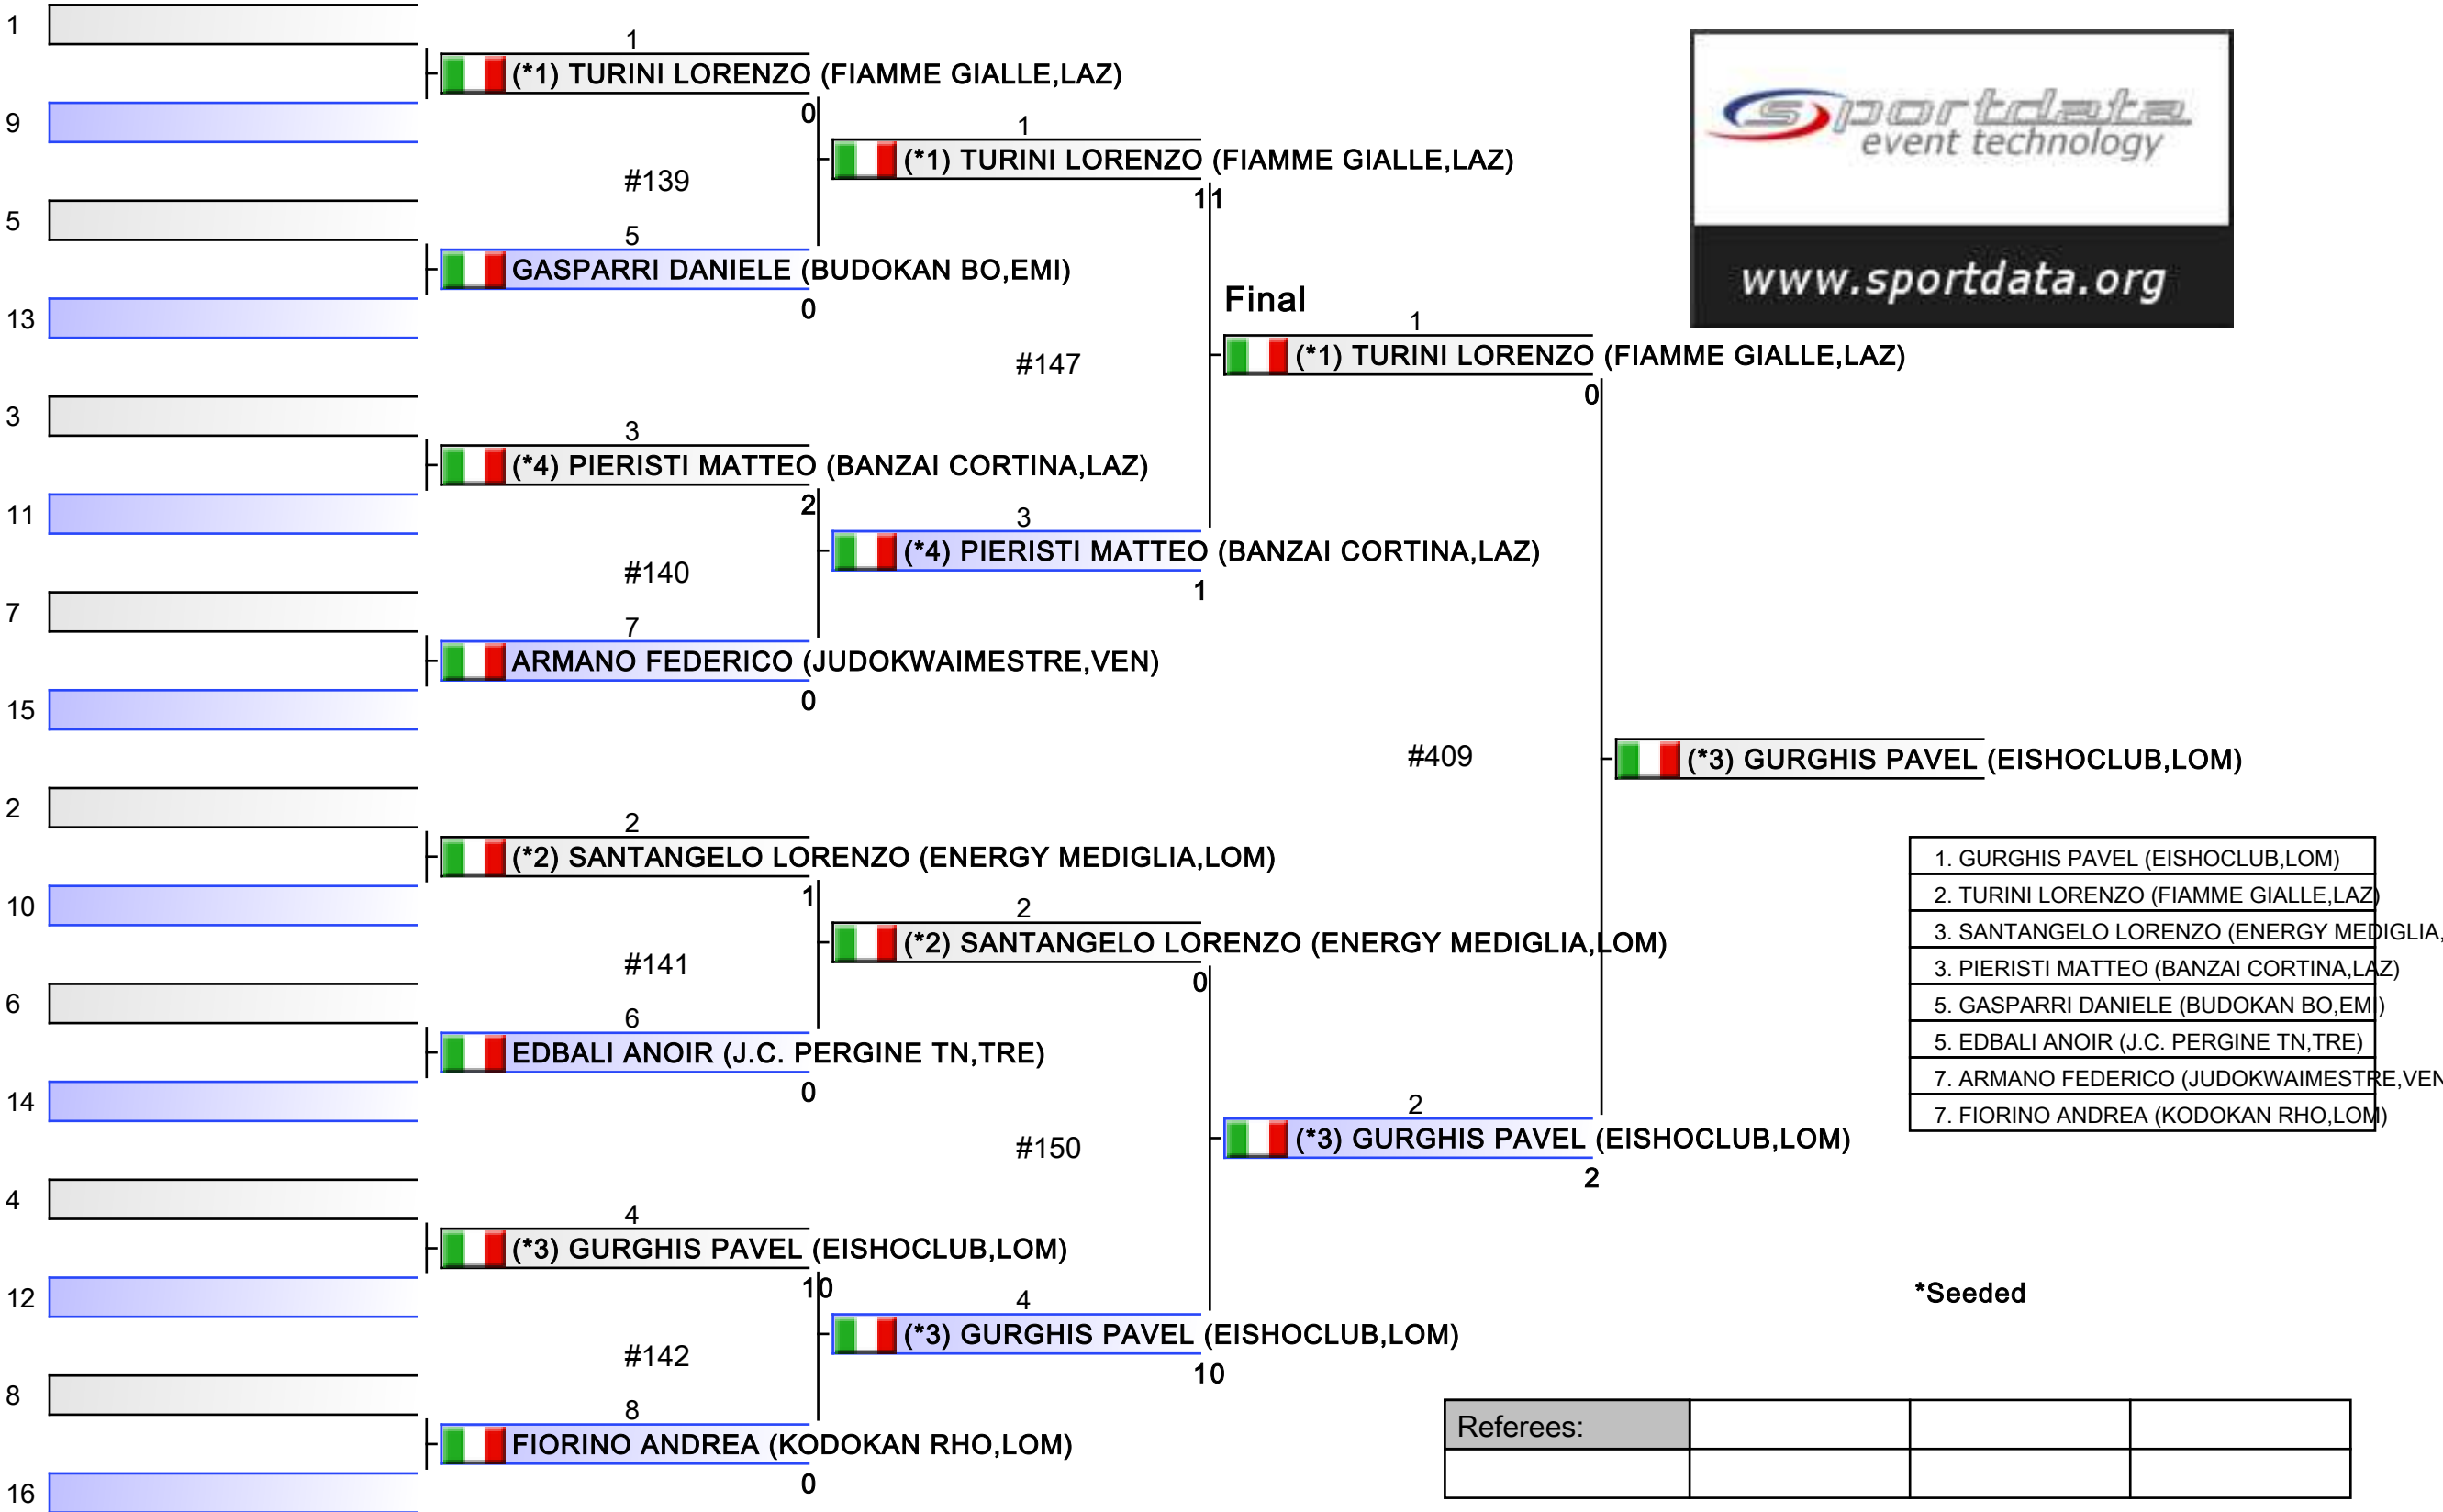 1
9
5
13
3
11
7
15
2
10
6
14
4
12
8
16
1
(*1) TURINI LORENZO (FIAMME GIALLE,LAZ)
0
#139
5
GASPARRI DANIELE (BUDOKAN BO,EMI)
0
3
(*4) PIERISTI MATTEO (BANZAI CORTINA,LAZ)
2
#140
7
ARMANO FEDERICO (JUDOKWAIMESTRE,VEN)
0
2
(*2) SANTANGELO LORENZO (ENERGY MEDIGLIA,LOM)
1
#141
6
EDBALI ANOIR (J.C. PERGINE TN,TRE)
0
4
(*3) GURGHIS PAVEL (EISHOCLUB,LOM)
10
#142
8
FIORINO ANDREA (KODOKAN RHO,LOM)
0
1
(*1) TURINI LORENZO (FIAMME GIALLE,LAZ)
11
#147
3
(*4) PIERISTI MATTEO (BANZAI CORTINA,LAZ)
1
2
(*2) SANTANGELO LORENZO (ENERGY MEDIGLIA,LOM)
0
#150
4
(*3) GURGHIS PAVEL (EISHOCLUB,LOM)
10
Final
1
(*1) TURINI LORENZO (FIAMME GIALLE,LAZ)
0
#409
2
(*3) GURGHIS PAVEL (EISHOCLUB,LOM)
2
(*3) GURGHIS PAVEL (EISHOCLUB,LOM)
sportdata
event technology
www.sportdata.org
1. GURGHIS PAVEL (EISHOCLUB,LOM)
2. TURINI LORENZO (FIAMME GIALLE,LAZ)
3. SANTANGELO LORENZO (ENERGY MEDIGLIA,
3. PIERISTI MATTEO (BANZAI CORTINA,LAZ)
5. GASPARRI DANIELE (BUDOKAN BO,EMI)
5. EDBALI ANOIR (J.C. PERGINE TN,TRE)
7. ARMANO FEDERICO (JUDOKWAIMESTRE,VEN
7. FIORINO ANDREA (KODOKAN RHO,LOM)
*Seeded
Referees: